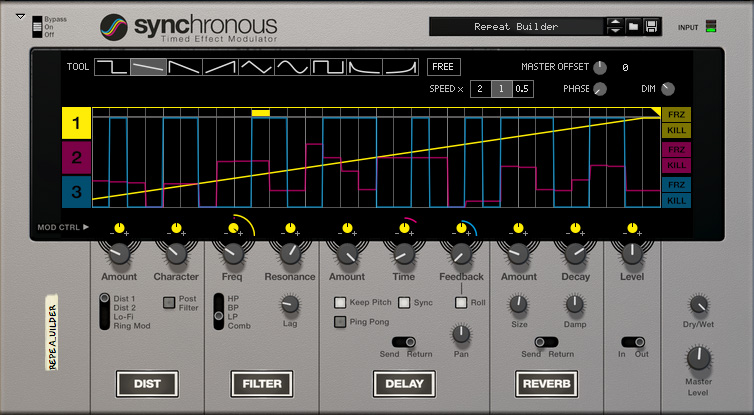 Bypass
On
Off
synchronous
Timed Effect Modulator
Repeat Builder
INPUT
TOOL
FREE
MASTER OFFSET
0
SPEED x
2
1
0.5
PHASE
DIM
1
FRZ
KILL
2
FRZ
KILL
3
FRZ
KILL
MOD CTRL
Amount
Character
Freq
Resonance
Amount
Time
Feedback
Amount
Decay
Level
Dist 1
Dist 2
Lo-Fi
Ring Mod
Post
Filter
HP
BP
LP
Comb
Lag
Keep Pitch
Sync
Roll
Ping Pong
Send
Return
Pan
Size
Damp
Send
Return
In
Out
Dry/Wet
Master
Level
DIST
FILTER
DELAY
REVERB